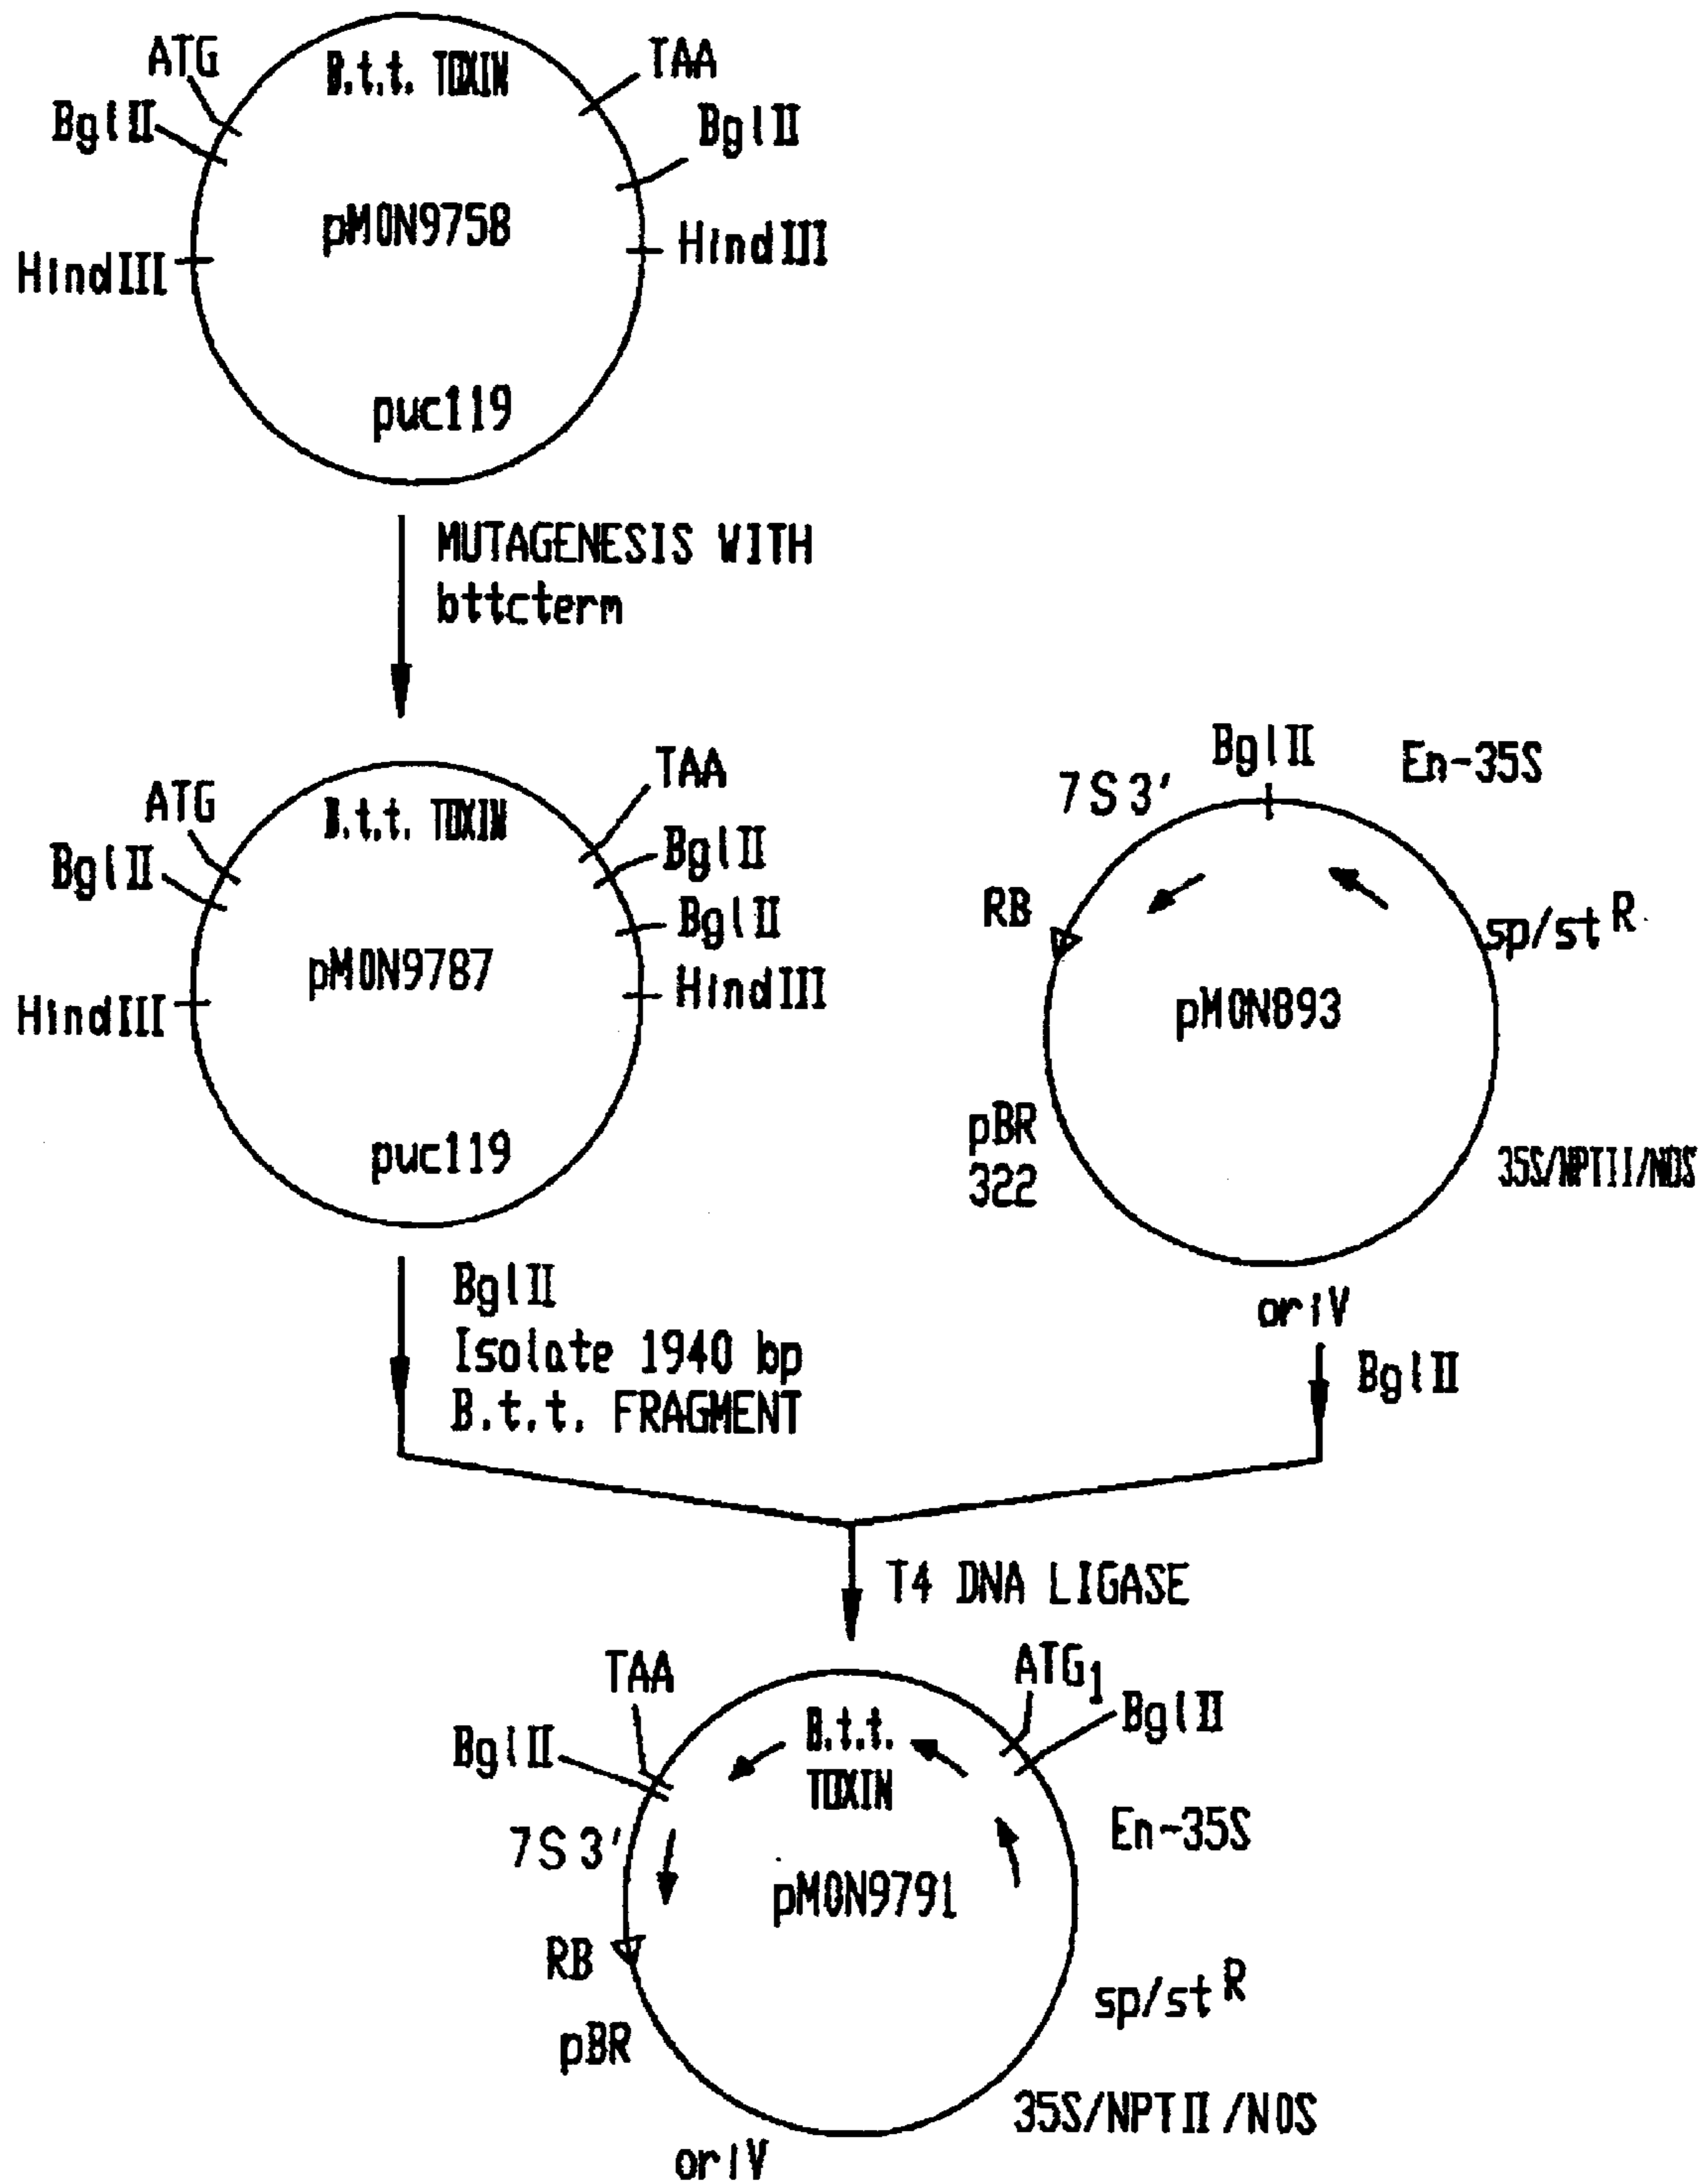 ATG
B.t.t. TOXIN
TAA
BglII
BglII
pMON9758
HindIII
HindIII
puc119
MUTAGENESIS WITH
bttcterm
ATG
B.t.t. TOXIN
TAA
BglII
BglII
BglII
pMON9787
HindIII
HindIII
puc119
BglII
En-35S
7S 3'
RB
sp/st R
pMON893
pBR
322
35S/NPTII/NOS
oriV
BglII
Isolate 1940 bp
B.t.t. FRAGMENT
BglII
T4 DNA LIGASE
TAA
ATG1
BglII
BglII
B.t.t.
TOXIN
7S 3'
En-35S
pMON9791
RB
sp/st R
pBR
35S/NPTII/NOS
oriV